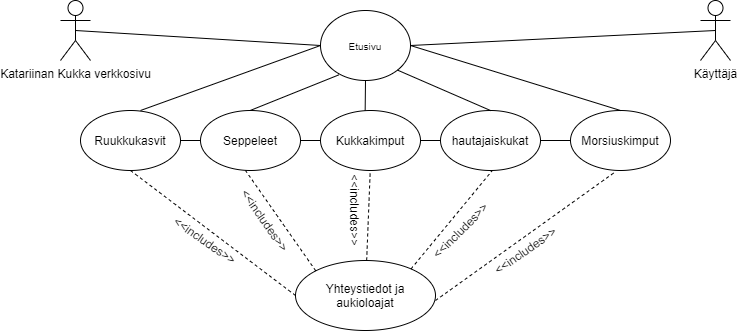 Etusivu
Katariinan Kukka verkkosivu
Käyttäjä
Ruukkukasvit
Seppeleet
Kukkakimput
hautajaiskukat
Morsiuskimput
<<includes>>
<<includes>>
<<includes>>
<<includes>>
<<includes>>
Yhteystiedot ja
aukioloajat